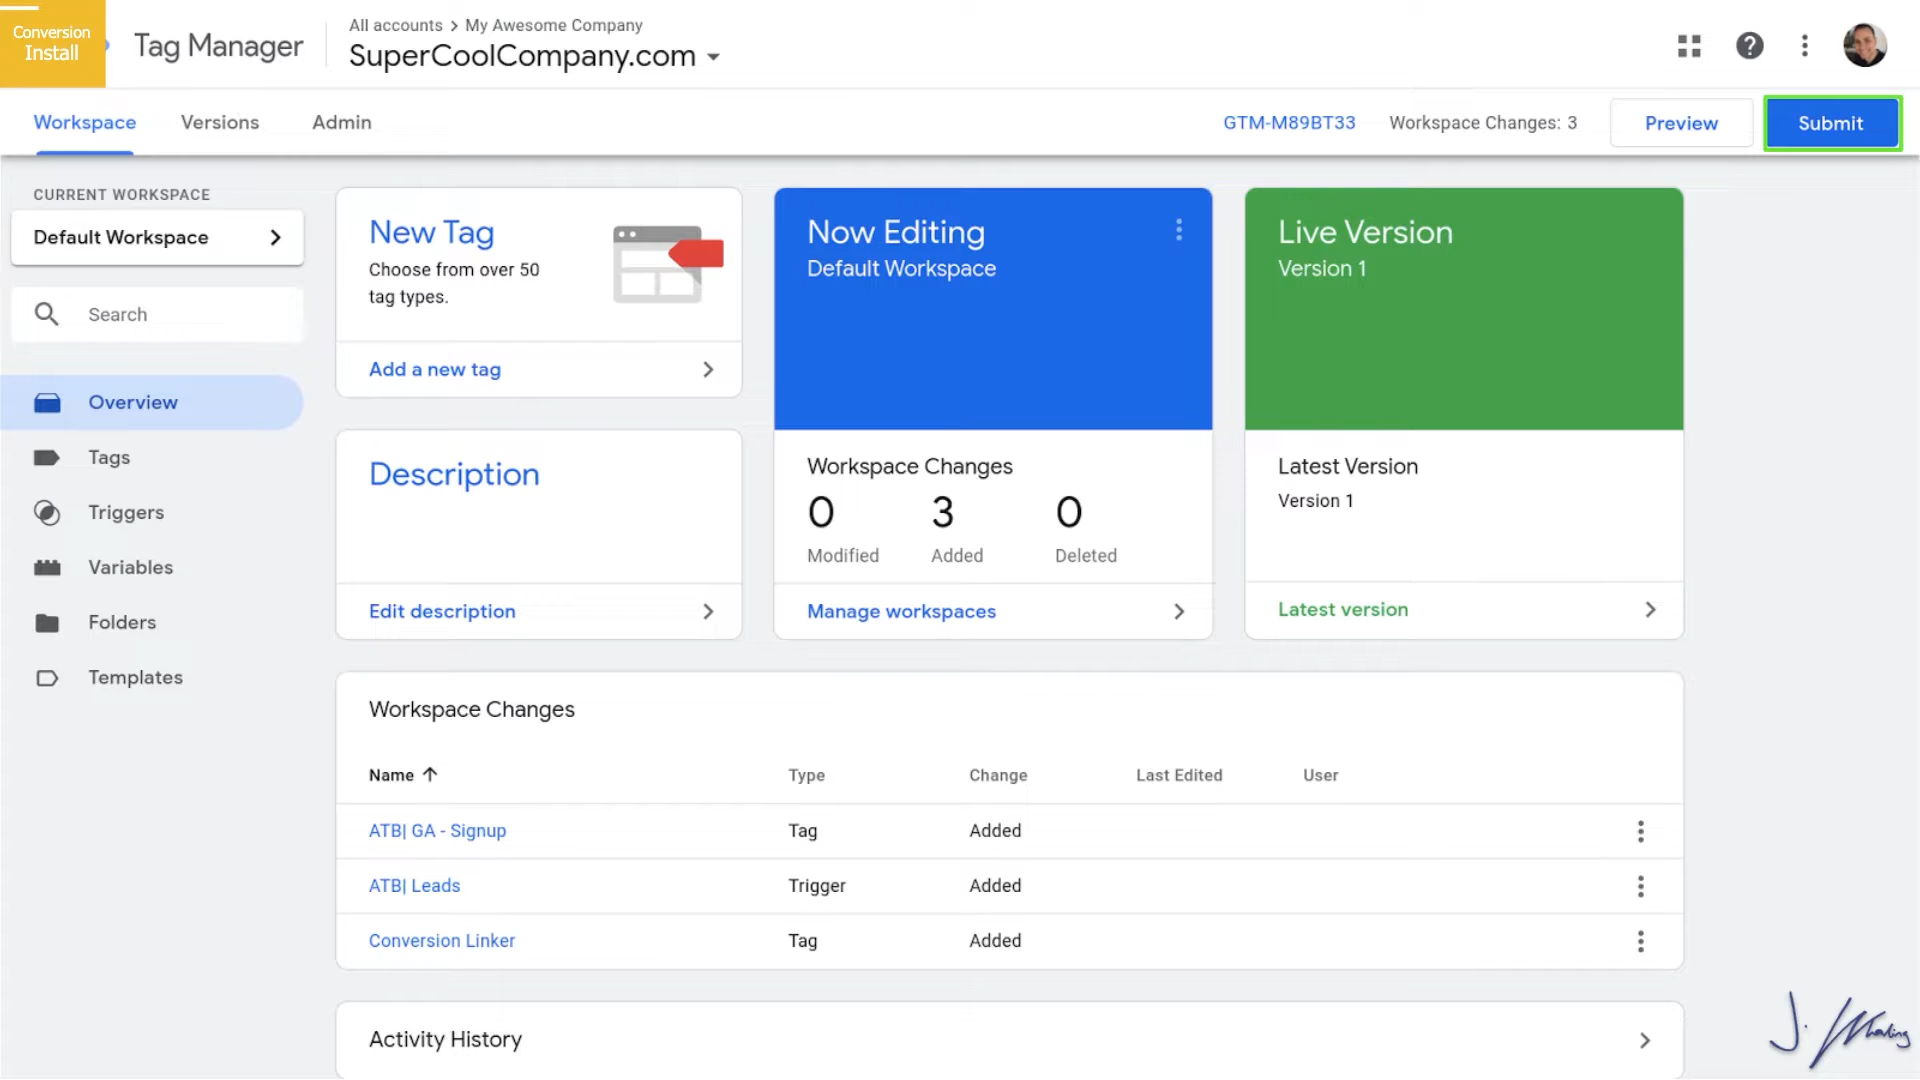 Conversion
Install
Tag Manager
All accounts > My Awesome Company
SuperCoolCompany.com
Workspace
Versions
Admin
GTM-M89BT33
Workspace Changes: 3
Preview
Submit
CURRENT WORKSPACE
Default Workspace
Search
Overview
Tags
Triggers
Variables
Folders
Templates
New Tag
Choose from over 50
tag types.
Add a new tag
Description
Edit description
Now Editing
Default Workspace
Workspace Changes
0 3 0
Modified Added Deleted
Manage workspaces
Live Version
Version 1
Latest Version
Version 1
Latest version
Workspace Changes
Name Type Change Last Edited User
ATB| GA - Signup Tag Added
ATB| Leads Trigger Added
Conversion Linker Tag Added
Activity History